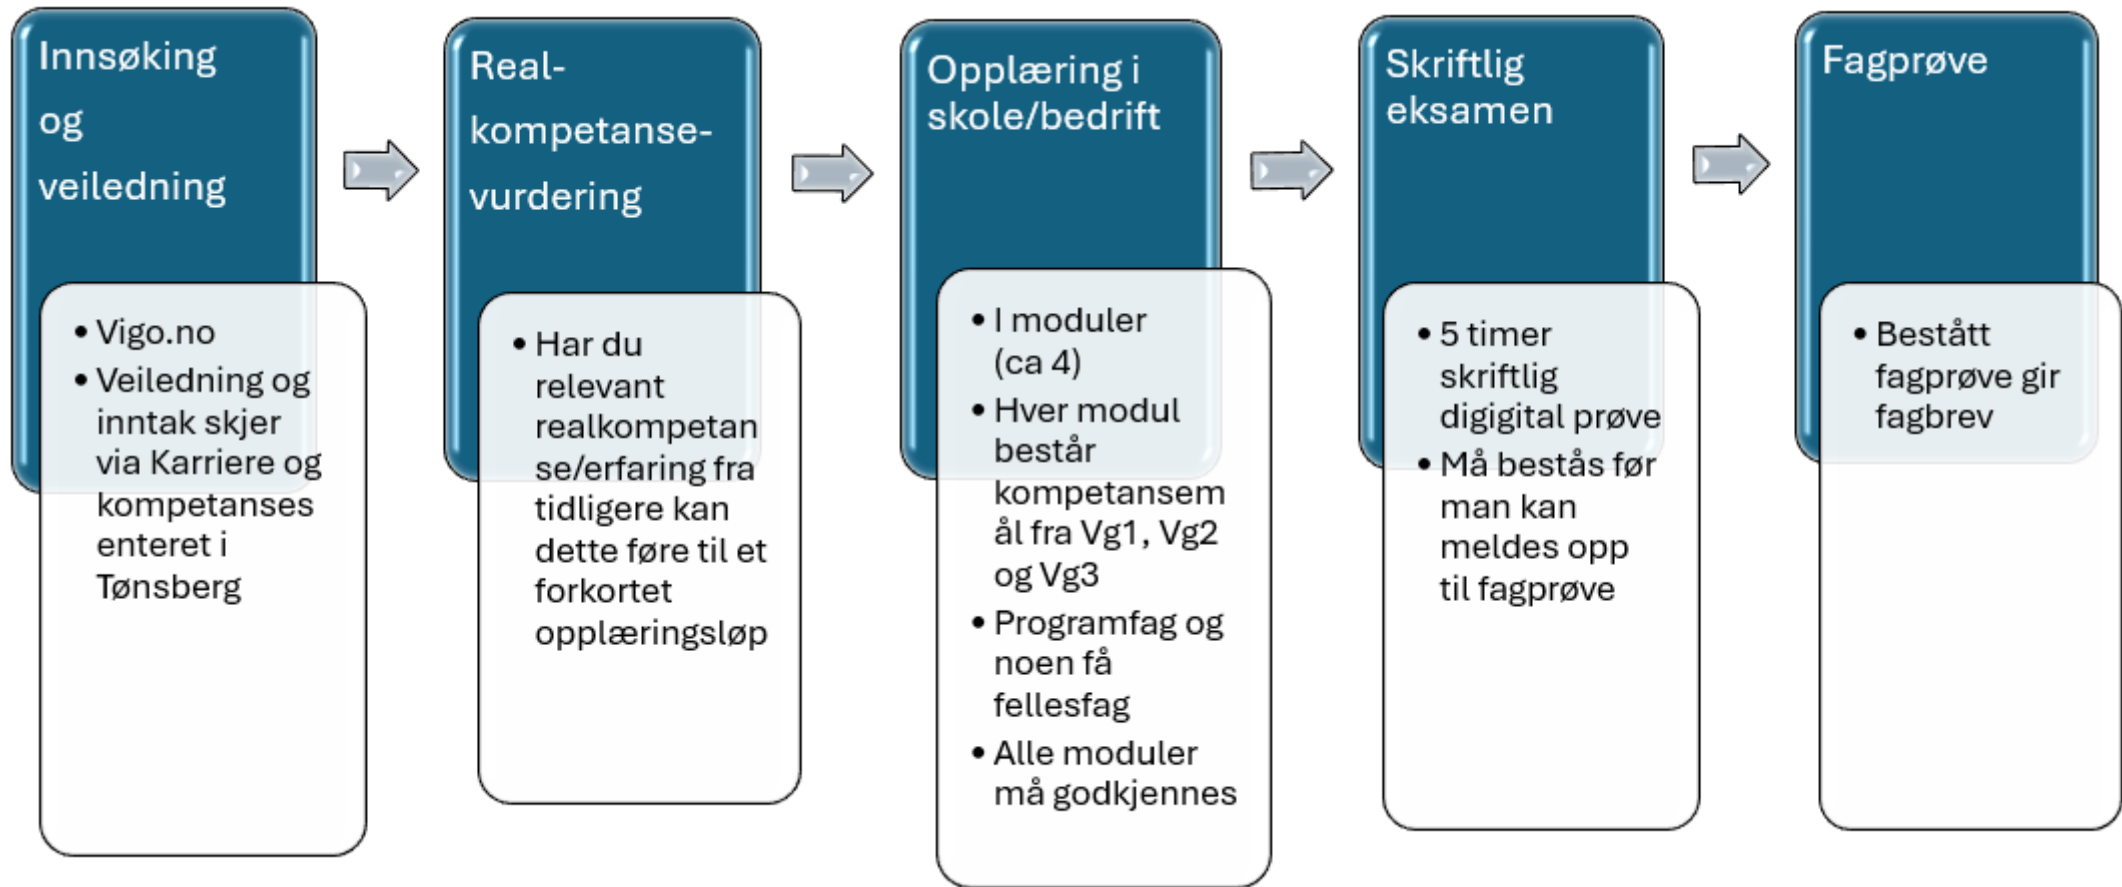 Innsøking
og
veiledning
• Vigo.no
• Veiledning og
inntak skjer
via Karriere og
kompetanses
enteret i
Tønsberg
Real-
kompetanse-
vurdering
• Har du
relevant
realkompetan
se/erfaring fra
tidligere kan
dette føre til et
forkortet
opplæringsløp
Opplæring i
skole/bedrift
• I moduler
(ca 4)
• Hver modul
består
kompetansem
ål fra Vg1, Vg2
og Vg3
• Programfag og
noen få
fellesfag
• Alle moduler
må godkjennes
Skriftlig
eksamen
• 5 timer
skriftlig
digigital prøve
• Må bestås før
man kan
meldes opp
til fagprøve
Fagprøve
• Bestått
fagprøve gir
fagbrev